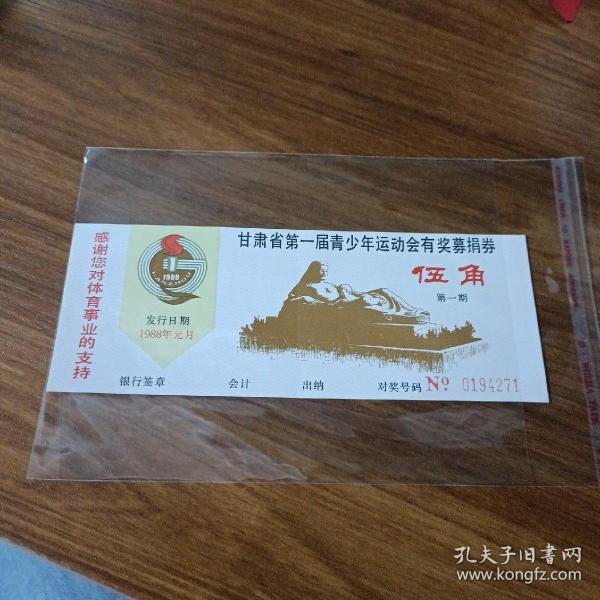 甘肃省第一届青少年运动会有奖募捐券
感谢您对体育事业的支持
1988
LANZHOU
伍角
第一期
发行日期
1988年元月
银行签章 会计 出纳 对奖号码 Nº 0194271
孔夫子旧书网
www.kongfz.com